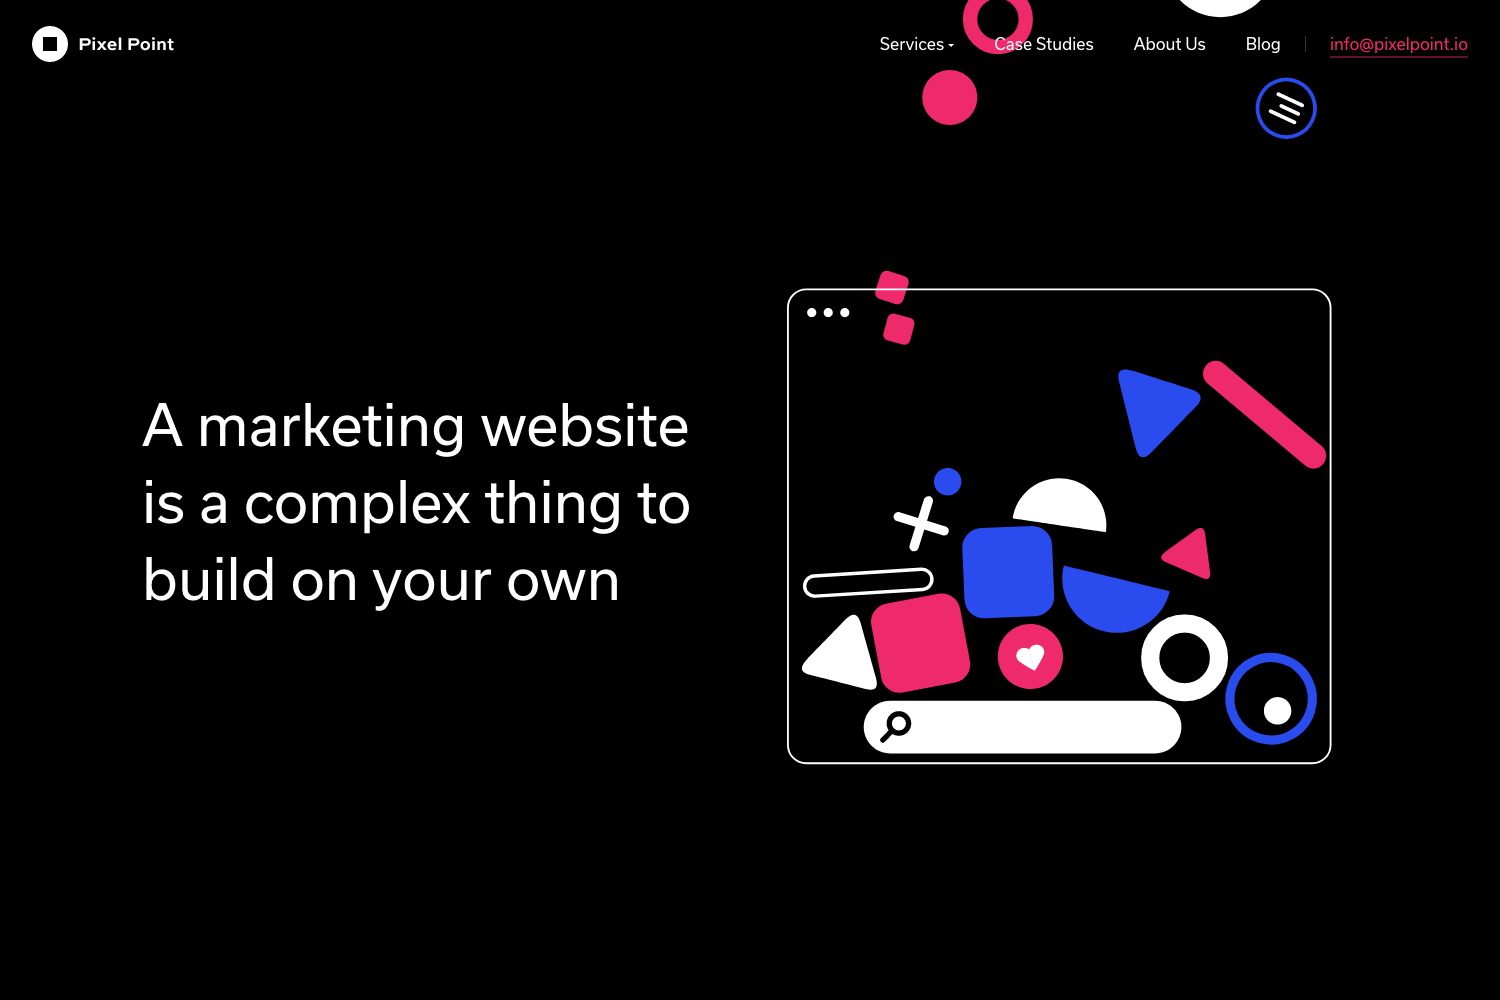 Pixel Point
Services
Case Studies
About Us
Blog
info@pixelpoint.io
A marketing website
is a complex thing to
build on your own